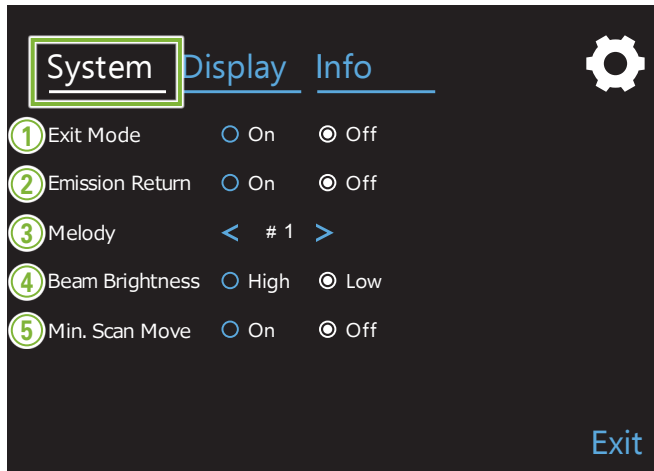 System Display Info
1 Exit Mode On Off
2 Emission Return On Off
3 Melody < # 1 >
4 Beam Brightness High Low
5 Min. Scan Move On Off
Exit